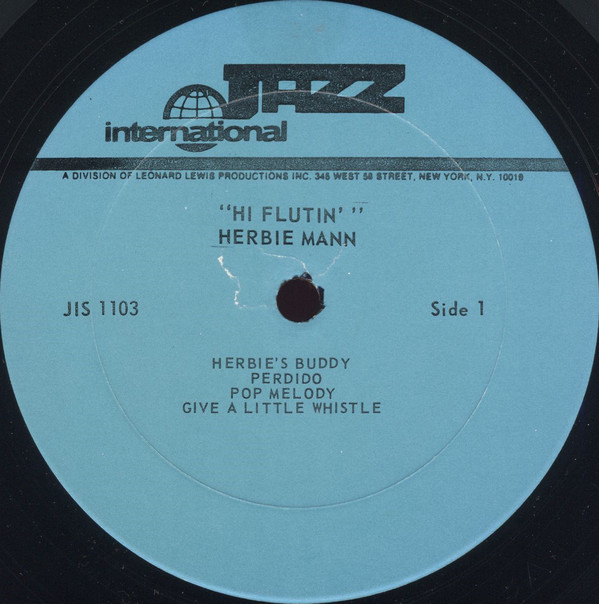 JAZZ
international
A DIVISION OF LEONARD LEWIS PRODUCTIONS INC. 345 WEST 58 STREET, NEW YORK, N.Y. 10019
"HI FLUTIN' "
HERBIE MANN
JIS 1103
Side 1
HERBIE'S BUDDY
PERDIDO
POP MELODY
GIVE A LITTLE WHISTLE